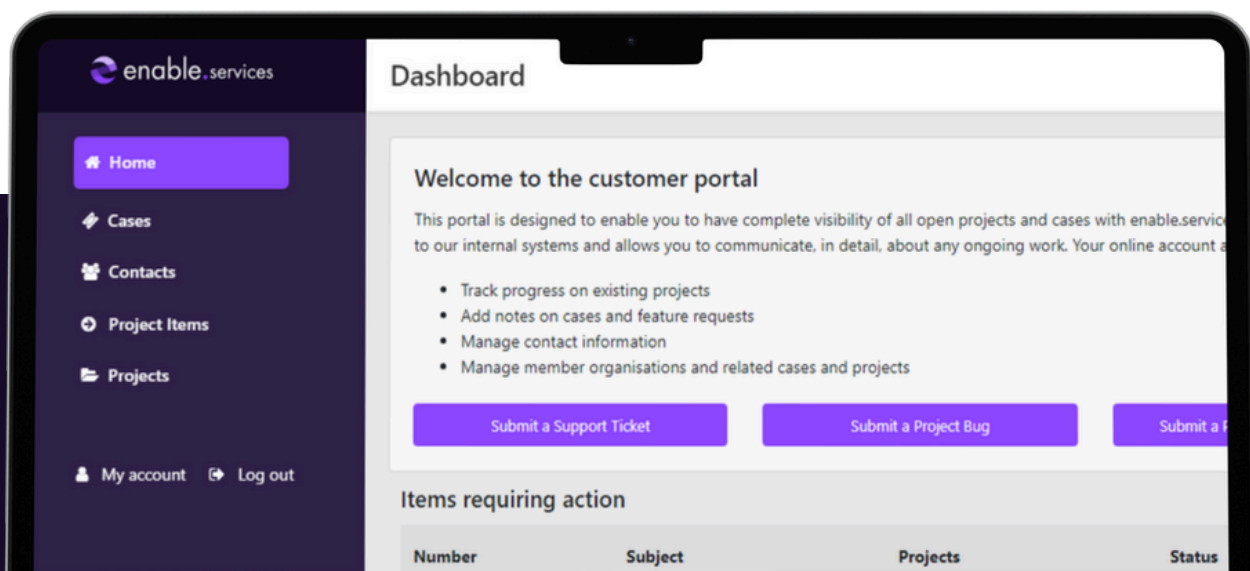 enable.services
Dashboard
Home
Cases
Contacts
Project Items
Projects
My account
Log out
Welcome to the customer portal
This portal is designed to enable you to have complete visibility of all open projects and cases with enable.service
to our internal systems and allows you to communicate, in detail, about any ongoing work. Your online account a
Track progress on existing projects
Add notes on cases and feature requests
Manage contact information
Manage member organisations and related cases and projects
Submit a Support Ticket
Submit a Project Bug
Submit a
Items requiring action
Number Subject Projects Status